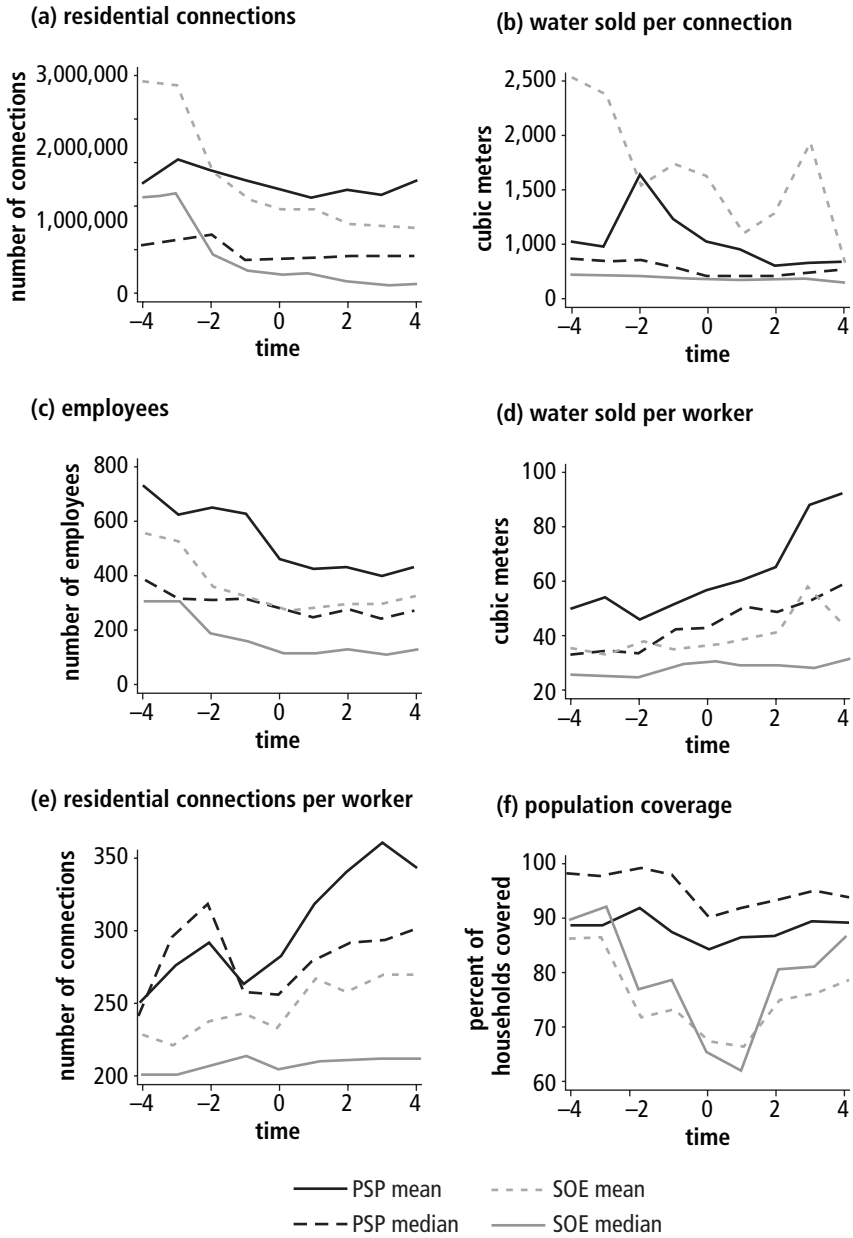 (a) residential connections
number of connections
3,000,000
2,000,000
1,000,000
0
–4 –2 0 2 4
time
(b) water sold per connection
cubic meters
2,500
2,000
1,500
1,000
0
–4 –2 0 2 4
time
(c) employees
number of employees
800
600
400
200
0
–4 –2 0 2 4
time
(d) water sold per worker
cubic meters
100
80
60
40
20
–4 –2 0 2 4
time
(e) residential connections per worker
number of connections
350
300
250
200
–4 –2 0 2 4
time
(f) population coverage
percent of
households covered
100
90
80
70
60
–4 –2 0 2 4
time
PSP mean SOE mean
PSP median SOE median